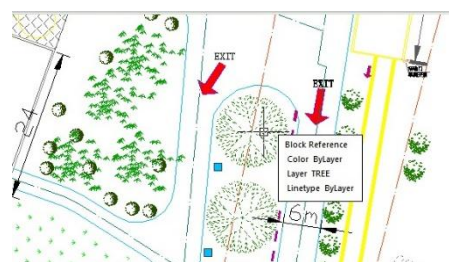 EXIT
EXIT
24
Block Reference
Color ByLayer
Layer TREE
Linetype ByLayer
6m